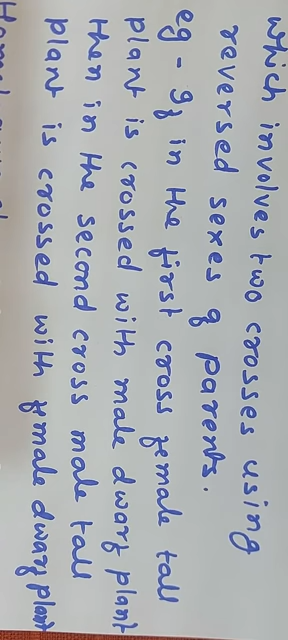 which involves two crosses using
reversed sexes of parents.
eg - If in the first cross female tall
plant is crossed with male dwarf plant
then in the second cross male tall
plant is crossed with female dwarf plant